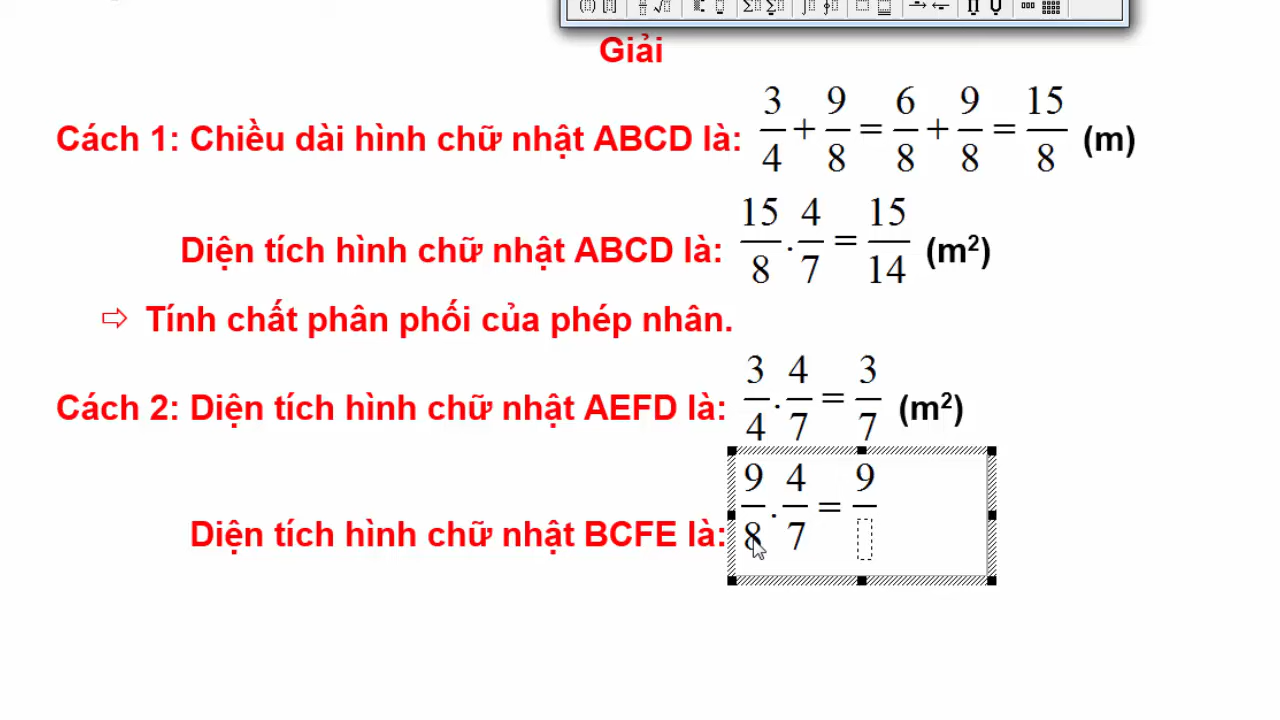 Giải
Cách 1: Chiều dài hình chữ nhật ABCD là: 3/4 + 9/8 = 6/8 + 9/8 = 15/8 (m)
Diện tích hình chữ nhật ABCD là: 15/8 . 4/7 = 15/14 (m²)
⇨ Tính chất phân phối của phép nhân.
Cách 2: Diện tích hình chữ nhật AEFD là: 3/4 . 4/7 = 3/7 (m²)
Diện tích hình chữ nhật BCFE là: 9/8 . 4/7 = 9/